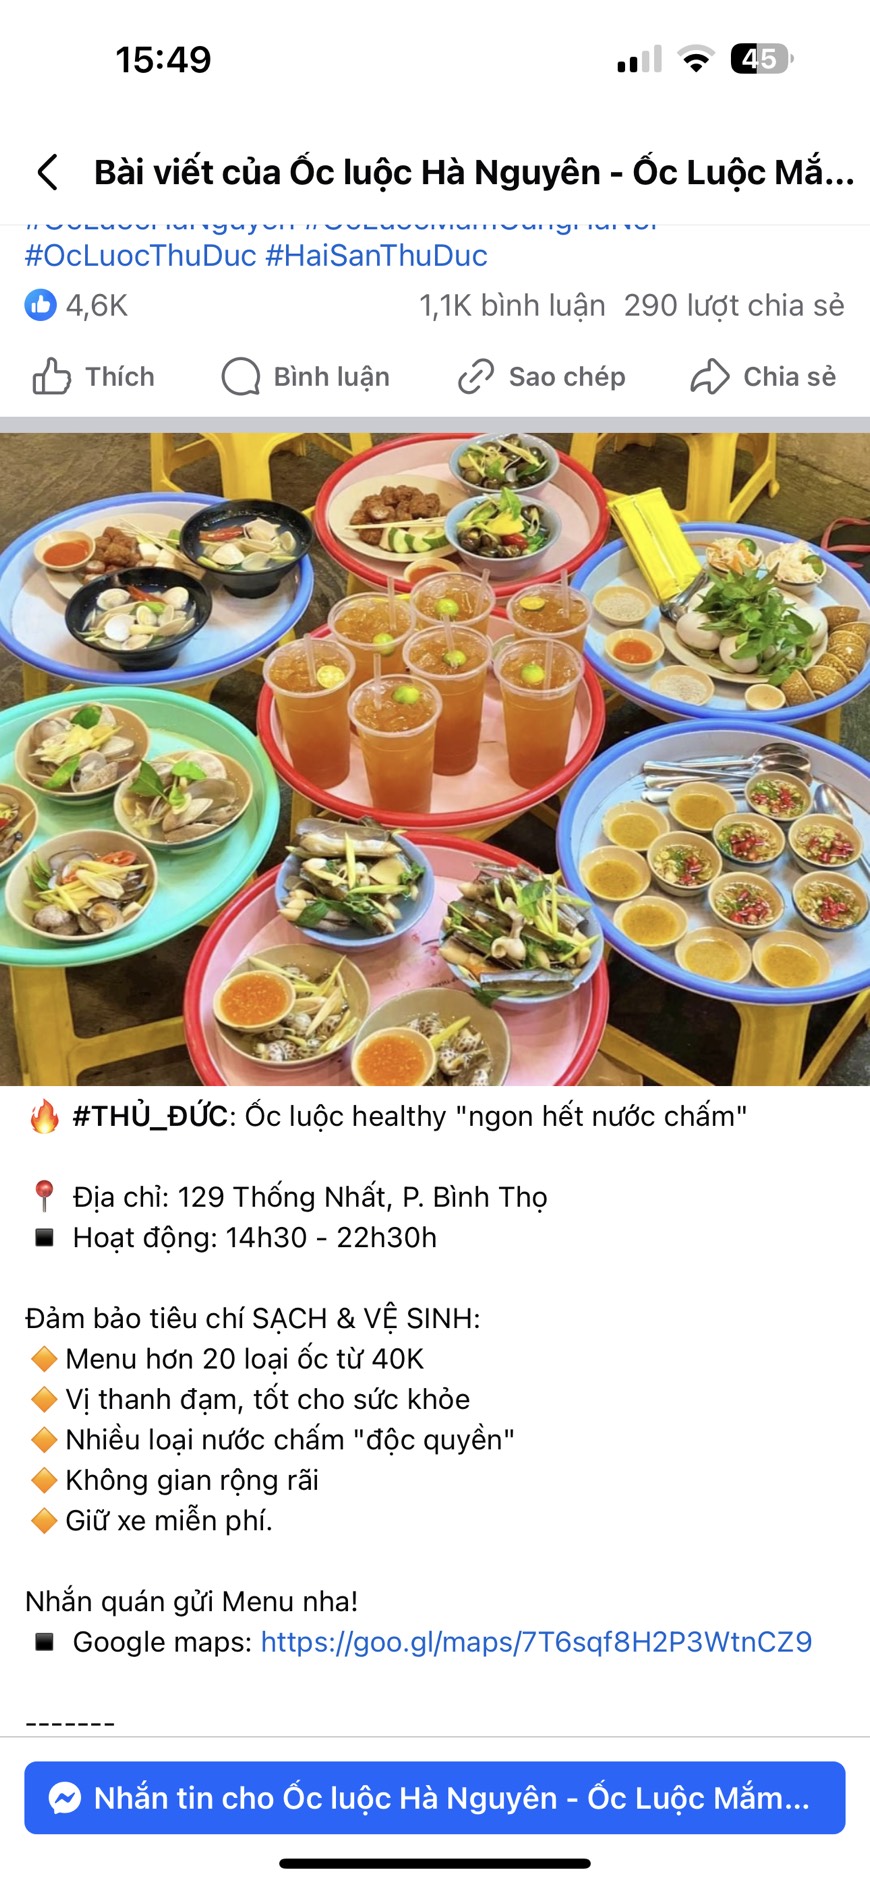 15:49
45
Bài viết của Ốc luộc Hà Nguyên - Ốc Luộc Mắ...
#OcLuocThuDuc #HaiSanThuDuc
4,6K
1,1K bình luận 290 lượt chia sẻ
Thích
Bình luận
Sao chép
Chia sẻ
#THỦ_ĐỨC: Ốc luộc healthy "ngon hết nước chấm"
Địa chỉ: 129 Thống Nhất, P. Bình Thọ
Hoạt động: 14h30 - 22h30h
Đảm bảo tiêu chí SẠCH & VỆ SINH:
Menu hơn 20 loại ốc từ 40K
Vị thanh đạm, tốt cho sức khỏe
Nhiều loại nước chấm "độc quyền"
Không gian rộng rãi
Giữ xe miễn phí.
Nhắn quán gửi Menu nha!
Google maps: https://goo.gl/maps/7T6sqf8H2P3WtnCZ9
-------
Nhắn tin cho Ốc luộc Hà Nguyên - Ốc Luộc Mắm...